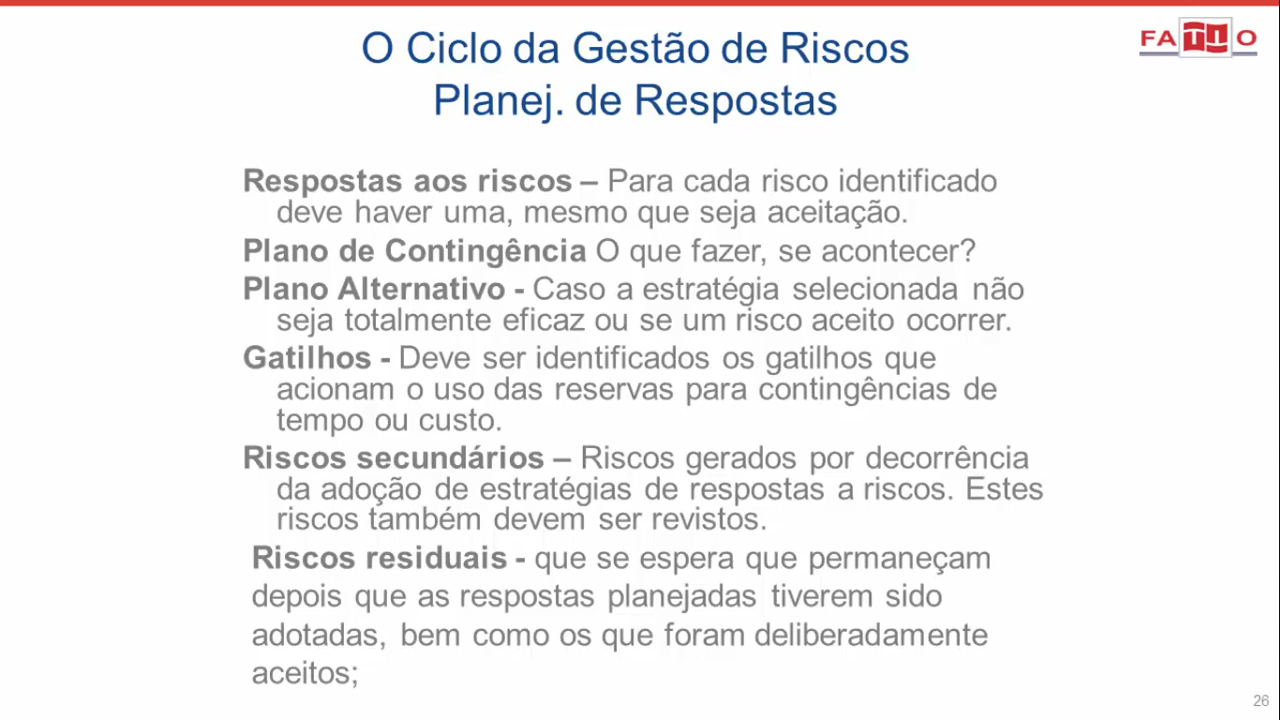 O Ciclo da Gestão de Riscos
Planej. de Respostas
FATTO
Respostas aos riscos – Para cada risco identificado
deve haver uma, mesmo que seja aceitação.
Plano de Contingência O que fazer, se acontecer?
Plano Alternativo - Caso a estratégia selecionada não
seja totalmente eficaz ou se um risco aceito ocorrer.
Gatilhos - Deve ser identificados os gatilhos que
acionam o uso das reservas para contingências de
tempo ou custo.
Riscos secundários – Riscos gerados por decorrência
da adoção de estratégias de respostas a riscos. Estes
riscos também devem ser revistos.
Riscos residuais - que se espera que permaneçam
depois que as respostas planejadas tiverem sido
adotadas, bem como os que foram deliberadamente
aceitos;
26